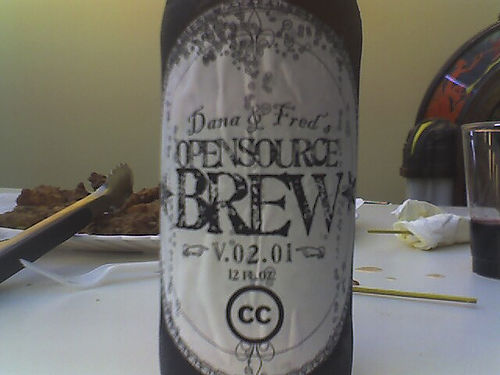 Dana & Fred's
OPENSOURCE
BREW
V.02.01
12 FL.OZ
CC